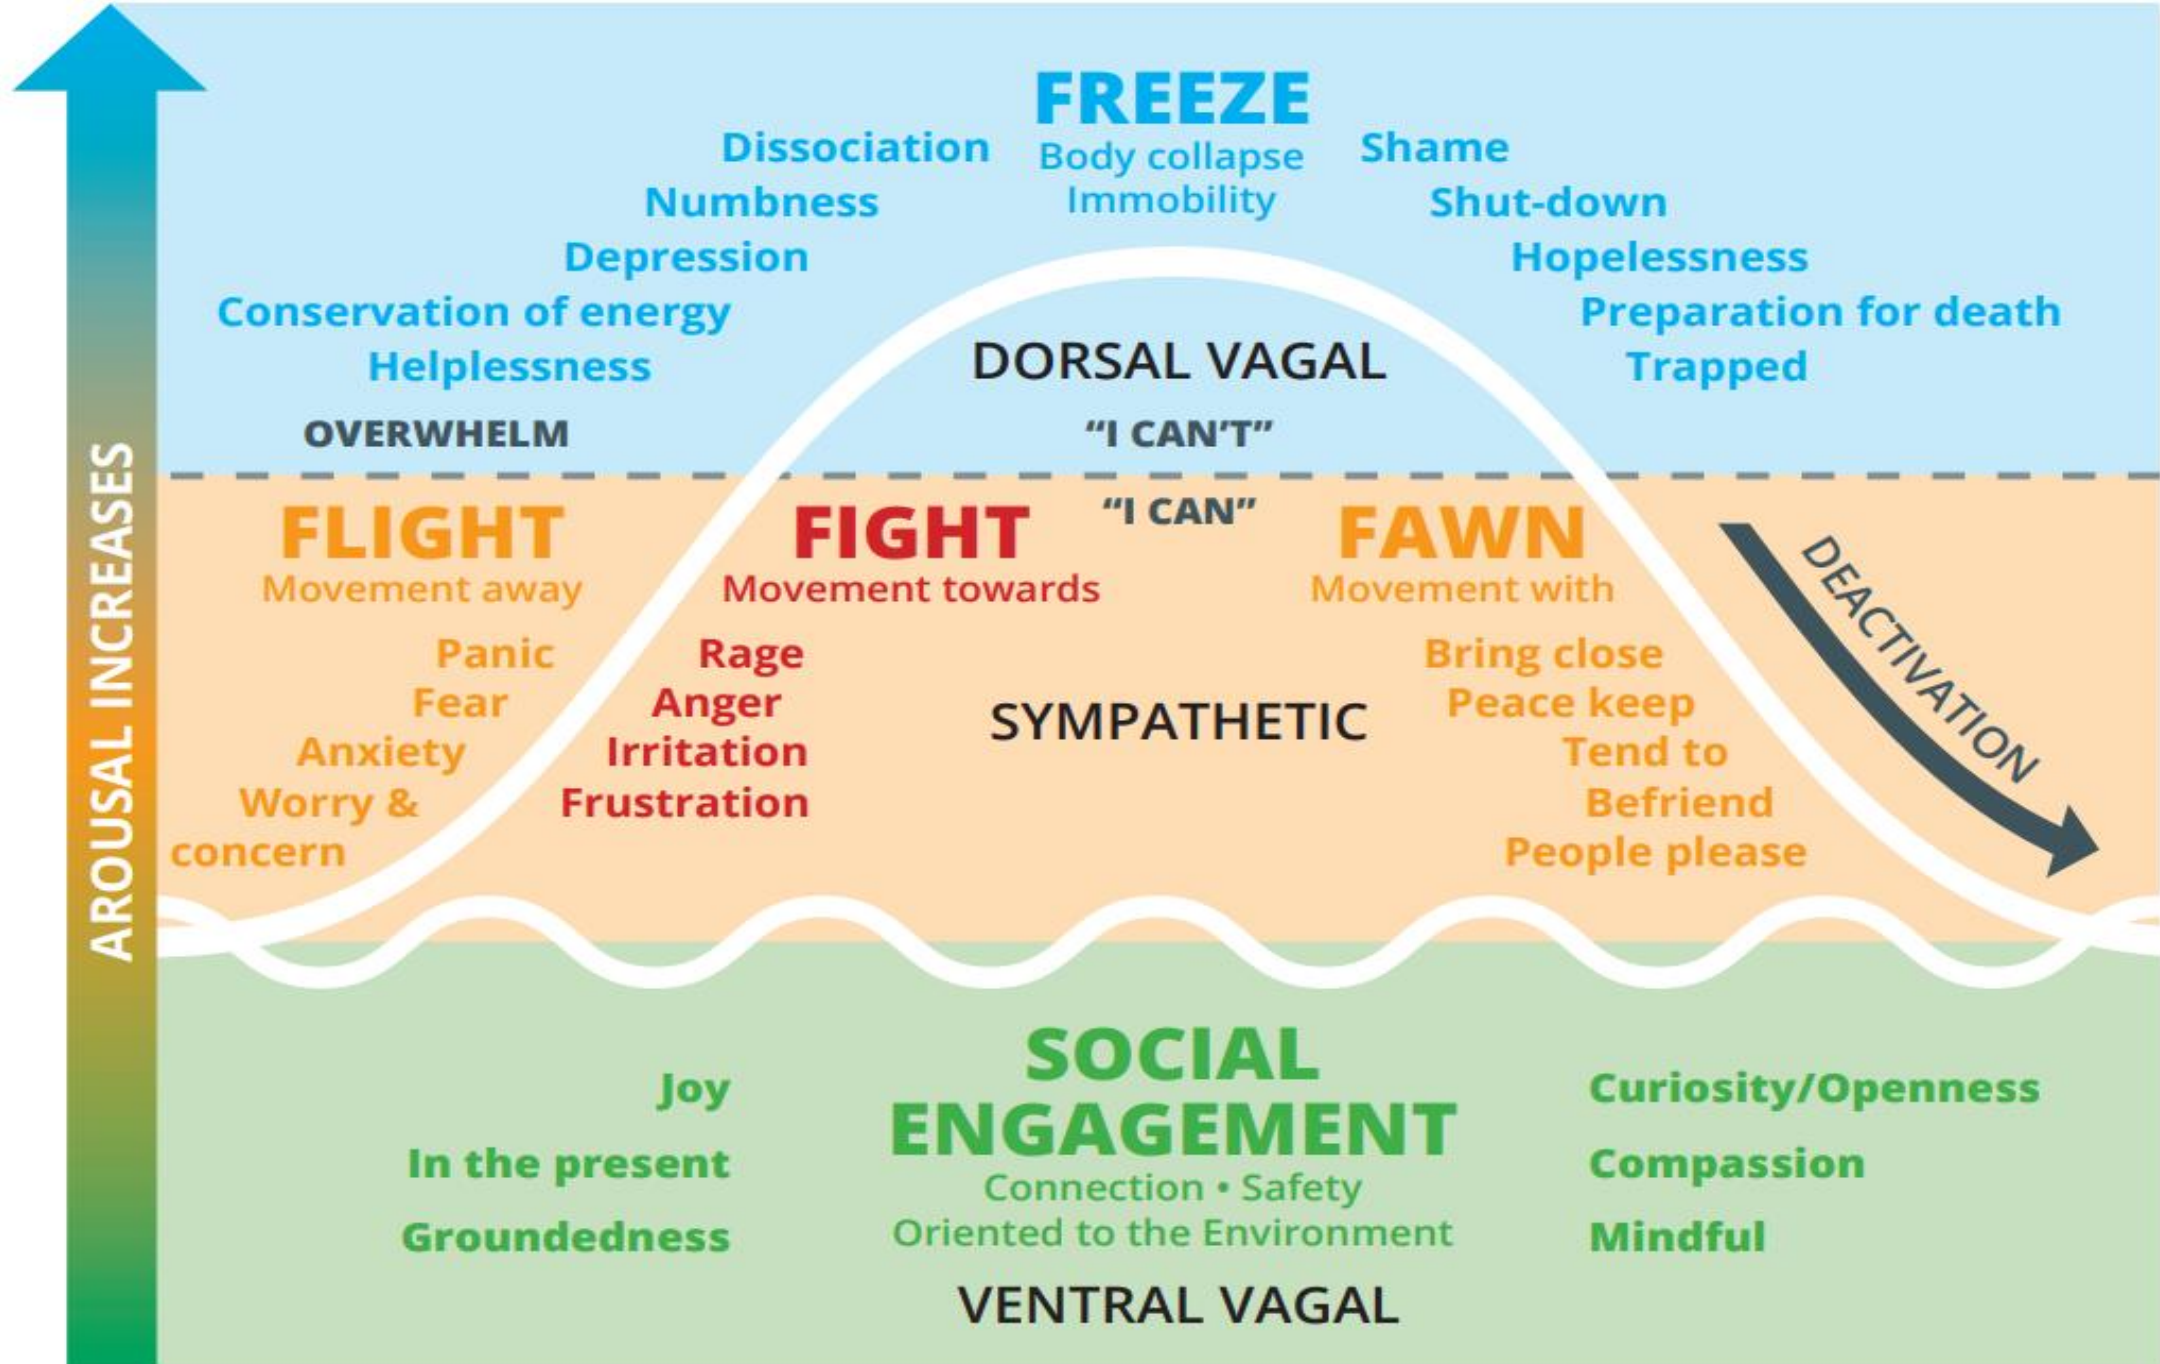 FREEZE
Body collapse
Immobility
Dissociation
Numbness
Depression
Conservation of energy
Helplessness
Shame
Shut-down
Hopelessness
Preparation for death
Trapped
DORSAL VAGAL
OVERWHELM
“I CAN’T”
“I CAN”
FLIGHT
Movement away
Panic
Fear
Anxiety
Worry &
concern
FIGHT
Movement towards
Rage
Anger
Irritation
Frustration
SYMPATHETIC
FAWN
Movement with
Bring close
Peace keep
Tend to
Befriend
People please
DEACTIVATION
AROUSAL INCREASES
SOCIAL
ENGAGEMENT
Connection • Safety
Oriented to the Environment
Joy
In the present
Groundedness
Curiosity/Openness
Compassion
Mindful
VENTRAL VAGAL